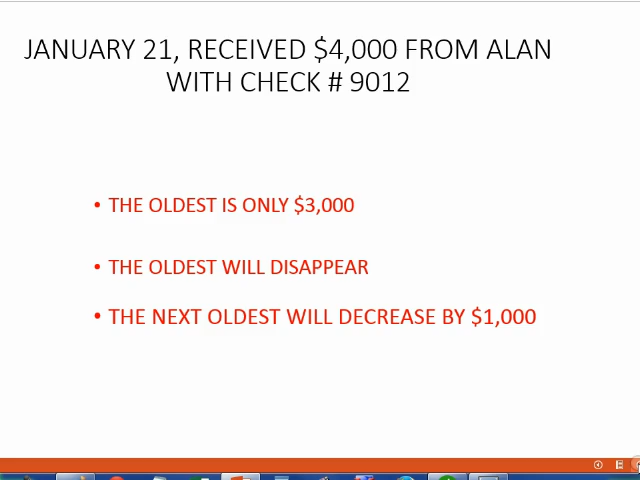 JANUARY 21, RECEIVED $4,000 FROM ALAN
WITH CHECK # 9012
• THE OLDEST IS ONLY $3,000
• THE OLDEST WILL DISAPPEAR
• THE NEXT OLDEST WILL DECREASE BY $1,000